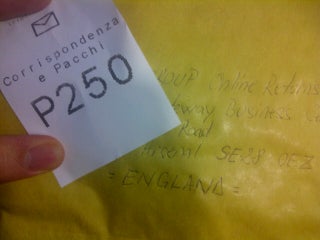 Corrispondenza
e Pacchi
P250
Online Returns
Business
Road
SE28 0EZ
= ENGLAND =